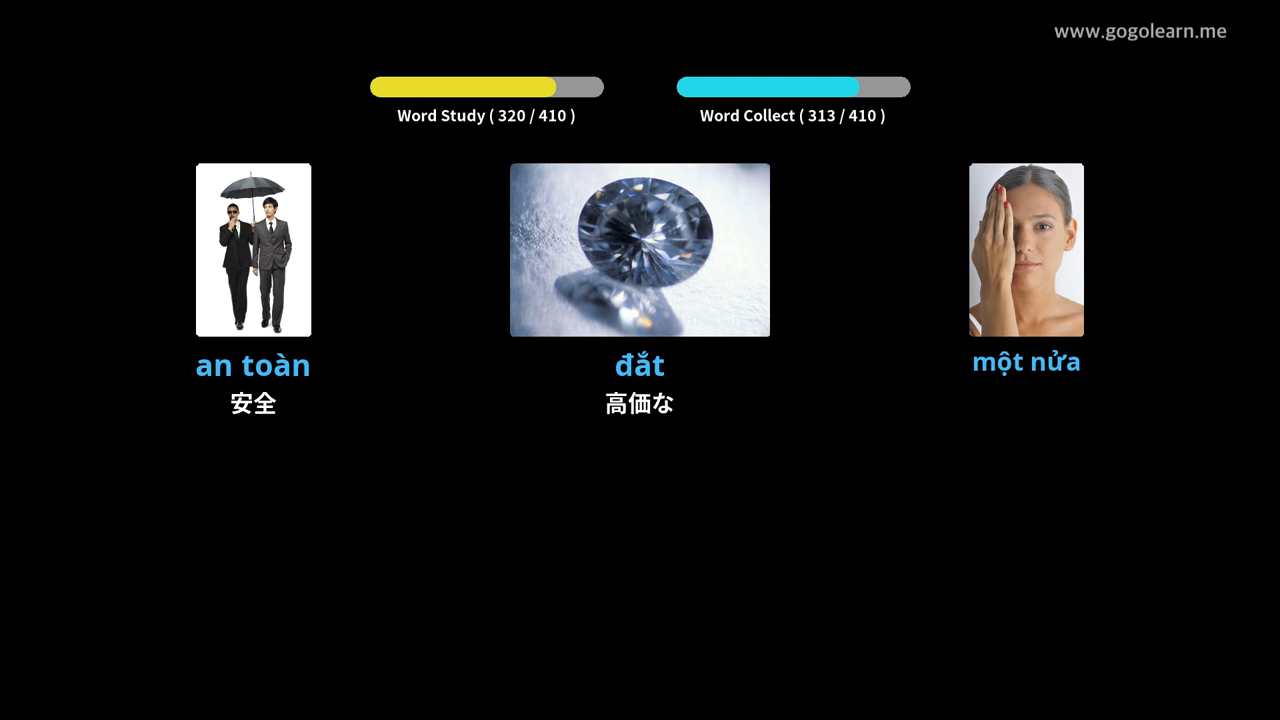 www.gogolearn.me
Word Study ( 320 / 410 )
Word Collect ( 313 / 410 )
an toàn
安全
đắt
高価な
một nửa